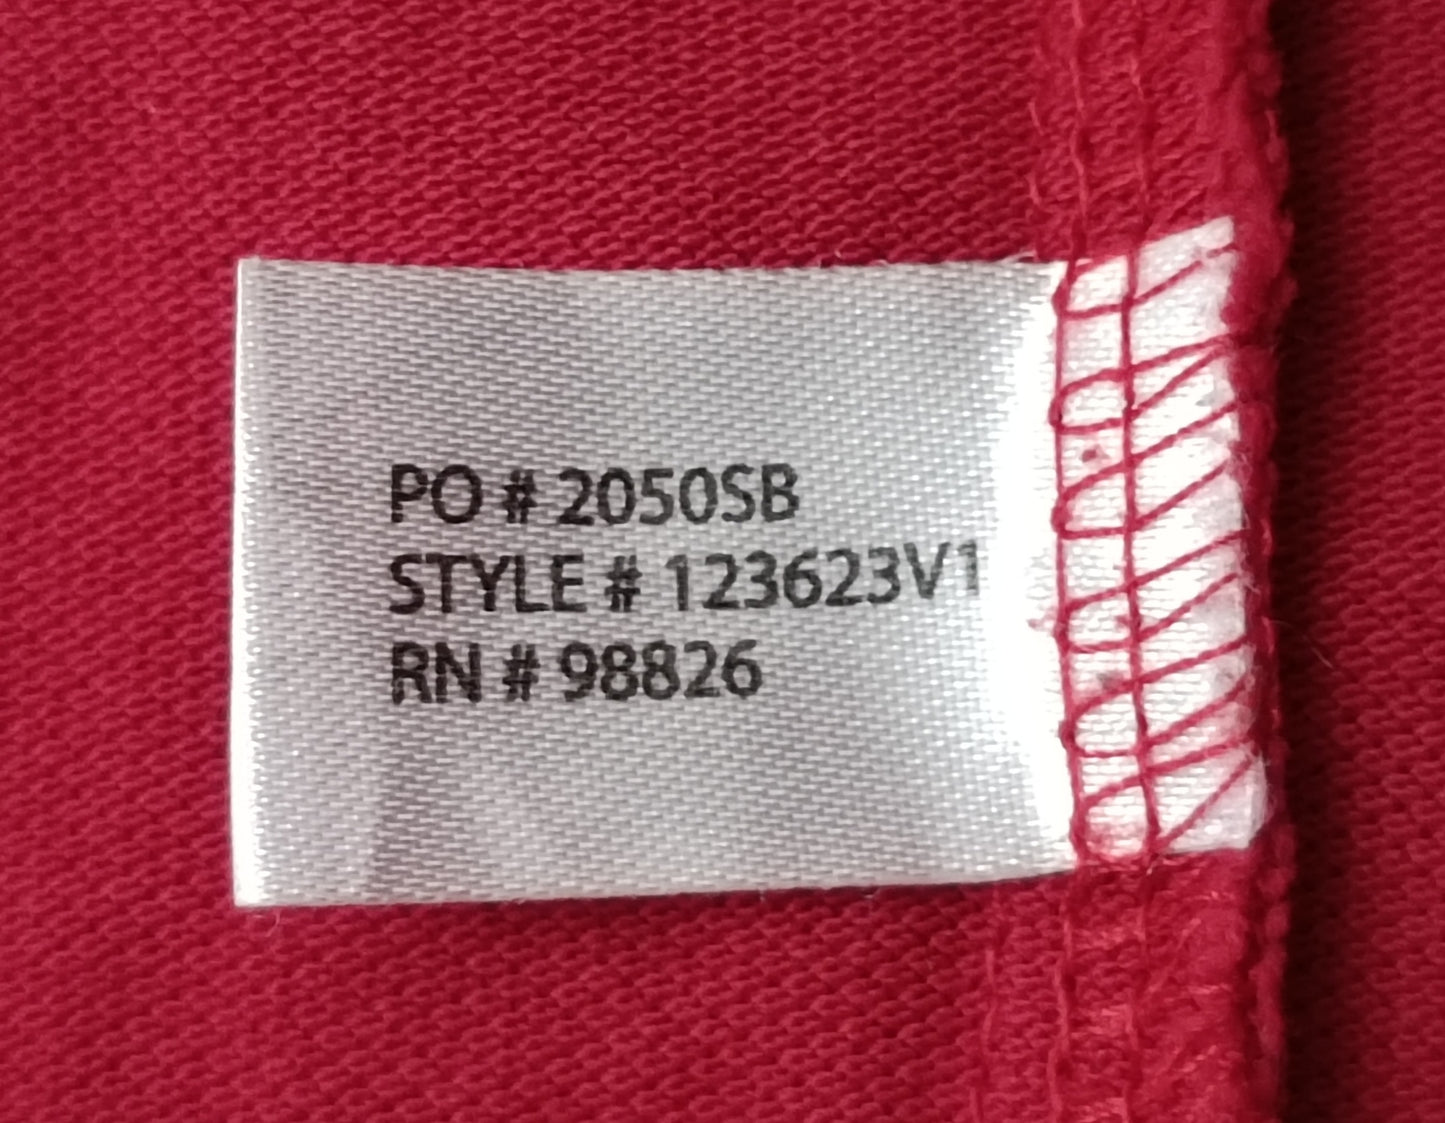 PO # 2050SB
STYLE # 123623V1
RN # 98826